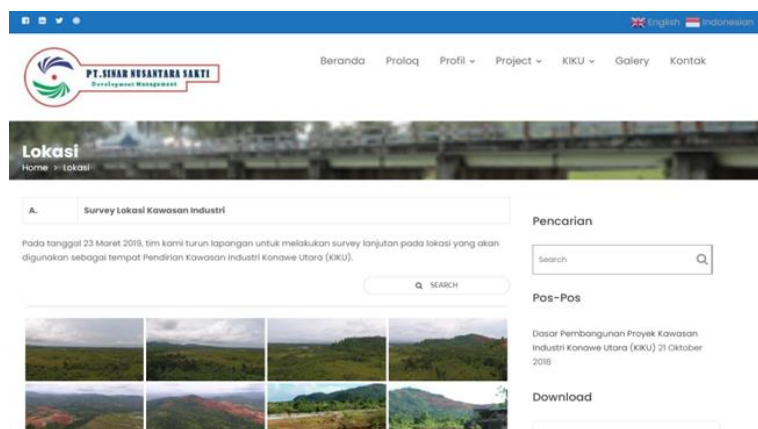 English Indonesian
PT.SINAR NUSANTARA SAKTI
Development Management
Beranda Proloq Profil Project KIKU Galery Kontak
Lokasi
Home > Lokasi
A. Survey Lokasi Kawasan Industri
Pada tanggal 23 Maret 2019, tim kami turun lapangan untuk melakukan survey lanjutan pada lokasi yang akan
digunakan sebagai tempat Pendirian Kawasan Industri Konawe Utara (KIKU).
SEARCH
Pencarian
Search
Pos-Pos
Dasar Pembangunan Proyek Kawasan
Industri Konawe Utara (KIKU) 21 Oktober
2018
Download